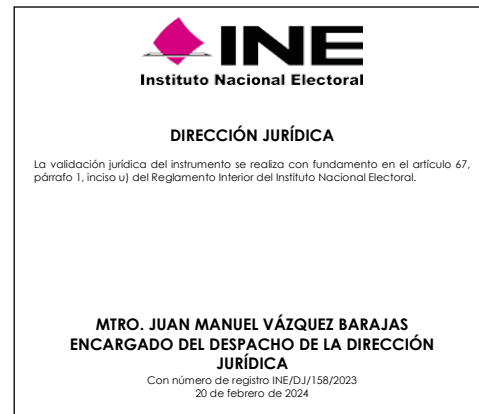 INE
Instituto Nacional Electoral
DIRECCIÓN JURÍDICA
La validación jurídica del instrumento se realiza con fundamento en el artículo 67,
párrafo 1, inciso u) del Reglamento Interior del Instituto Nacional Electoral.
MTRO. JUAN MANUEL VÁZQUEZ BARAJAS
ENCARGADO DEL DESPACHO DE LA DIRECCIÓN
JURÍDICA
Con número de registro INE/DJ/158/2023
20 de febrero de 2024